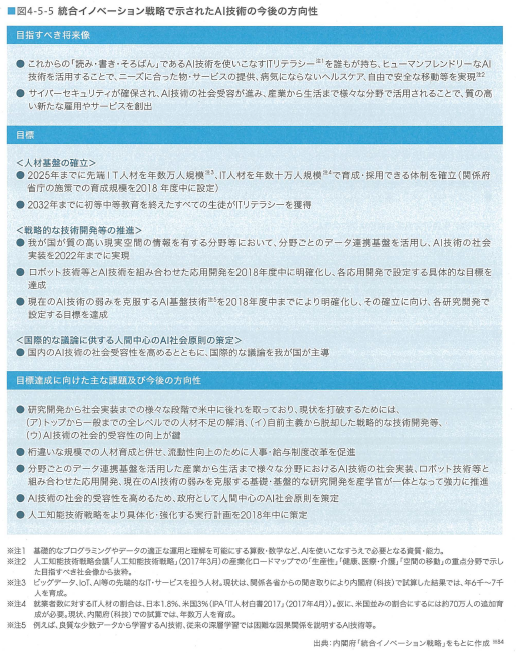 ■図4-5-5 統合イノベーション戦略で示されたAI技術の今後の方向性
目指すべき将来像
● これからの「読み・書き・そろばん」であるAI技術を使いこなすITリテラシー※注1を誰もが持ち、ヒューマンフレンドリーなAI
技術を活用することで、ニーズに合った物・サービスの提供、病気にならないヘルスケア、自由で安全な移動等を実現※注2
● サイバーセキュリティが確保され、AI技術の社会受容が進み、産業から生活まで様々な分野で活用されることで、質の高
い新たな雇用やサービスを創出
目標
<人材基盤の確立>
● 2025年までに先端IT人材を年数万人規模※注3、IT人材を年数十万人規模※注4で育成・採用できる体制を確立(関係府
省庁の施策での育成規模を2018年度中に設定)
● 2032年までに初等中等教育を終えたすべての生徒がITリテラシーを獲得
<戦略的な技術開発等の推進>
● 我が国が質の高い現実空間の情報を有する分野等において、分野ごとのデータ連携基盤を活用し、AI技術の社会
実装を2022年までに実現
● ロボット技術等とAI技術を組み合わせた応用開発を2018年度中に明確化し、各応用開発で設定する具体的な目標を
達成
● 現在のAI技術の弱みを克服するAI基盤技術※注5を2018年度中までにより明確化し、その確立に向け、各研究開発で
設定する目標を達成
<国際的な議論に供する人間中心のAI社会原則の策定>
● 国内のAI技術の社会受容性を高めるとともに、国際的な議論を我が国が主導
目標達成に向けた主な課題及び今後の方向性
● 研究開発から社会実装までの様々な段階で米中に後れを取っており、現状を打破するためには、
(ア)トップから一般までの全レベルでの人材不足の解消、(イ)自前主義から脱却した戦略的な技術開発等、
(ウ)AI技術の社会的受容性の向上が鍵
● 桁違いな規模での人材育成と併せ、流動性向上のために人事・給与制度改革を促進
● 分野ごとのデータ連携基盤を活用した産業から生活まで様々な分野におけるAI技術の社会実装、ロボット技術等と
組み合わせた応用開発、現在のAI技術の弱みを克服する基礎・基盤的な研究開発を産学官が一体となって強力に推進
● AI技術の社会的受容性を高めるため、政府として人間中心のAI社会原則を策定
● 人工知能技術戦略をより具体化・強化する実行計画を2018年中に策定
※注1 基礎的なプログラミングやデータの適正な運用と理解を可能にする算数・数学など、AIを使いこなすうえで必要となる資質・能力。
※注2 人工知能技術戦略会議「人工知能技術戦略」(2017年3月)の産業化ロードマップでの「生産性」「健康、医療・介護」「空間の移動」の重点分野で示し
た目指すべき社会像から抜粋。
※注3 ビッグデータ、IoT、AI等の先端的なIT・サービスを担う人材。現状は、関係各省からの聞き取りにより内閣府(科技)で試算した結果では、年6千～7千
人を育成。
※注4 就業者数に対するIT人材の割合は、日本1.8%、米国3%(IPA「IT人材白書2017」(2017年4月))。仮に、米国並みの割合にするには約70万人の追加育
成が必要。現状、内閣府(科技)での試算では、年数万人を育成。
※注5 例えば、良質な少数データから学習するAI技術、従来の深層学習では困難な因果関係を説明するAI技術等。
出典:内閣府「統合イノベーション戦略」をもとに作成 ※84